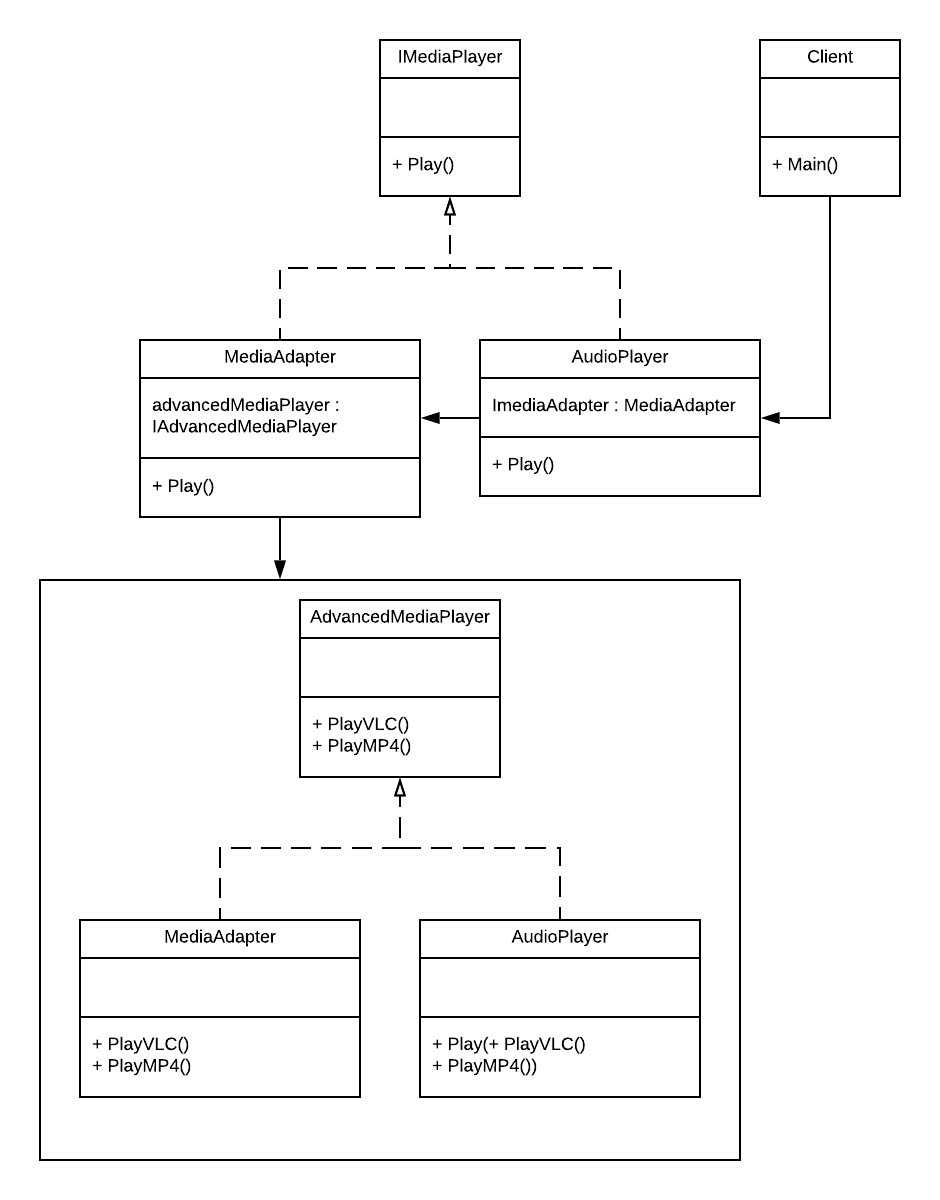 IMediaPlayer
+ Play()
Client
+ Main()
MediaAdapter
advancedMediaPlayer :
IAdvancedMediaPlayer
+ Play()
AudioPlayer
ImediaAdapter : MediaAdapter
+ Play()
AdvancedMediaPlayer
+ PlayVLC()
+ PlayMP4()
MediaAdapter
+ PlayVLC()
+ PlayMP4()
AudioPlayer
+ Play(+ PlayVLC()
+ PlayMP4())